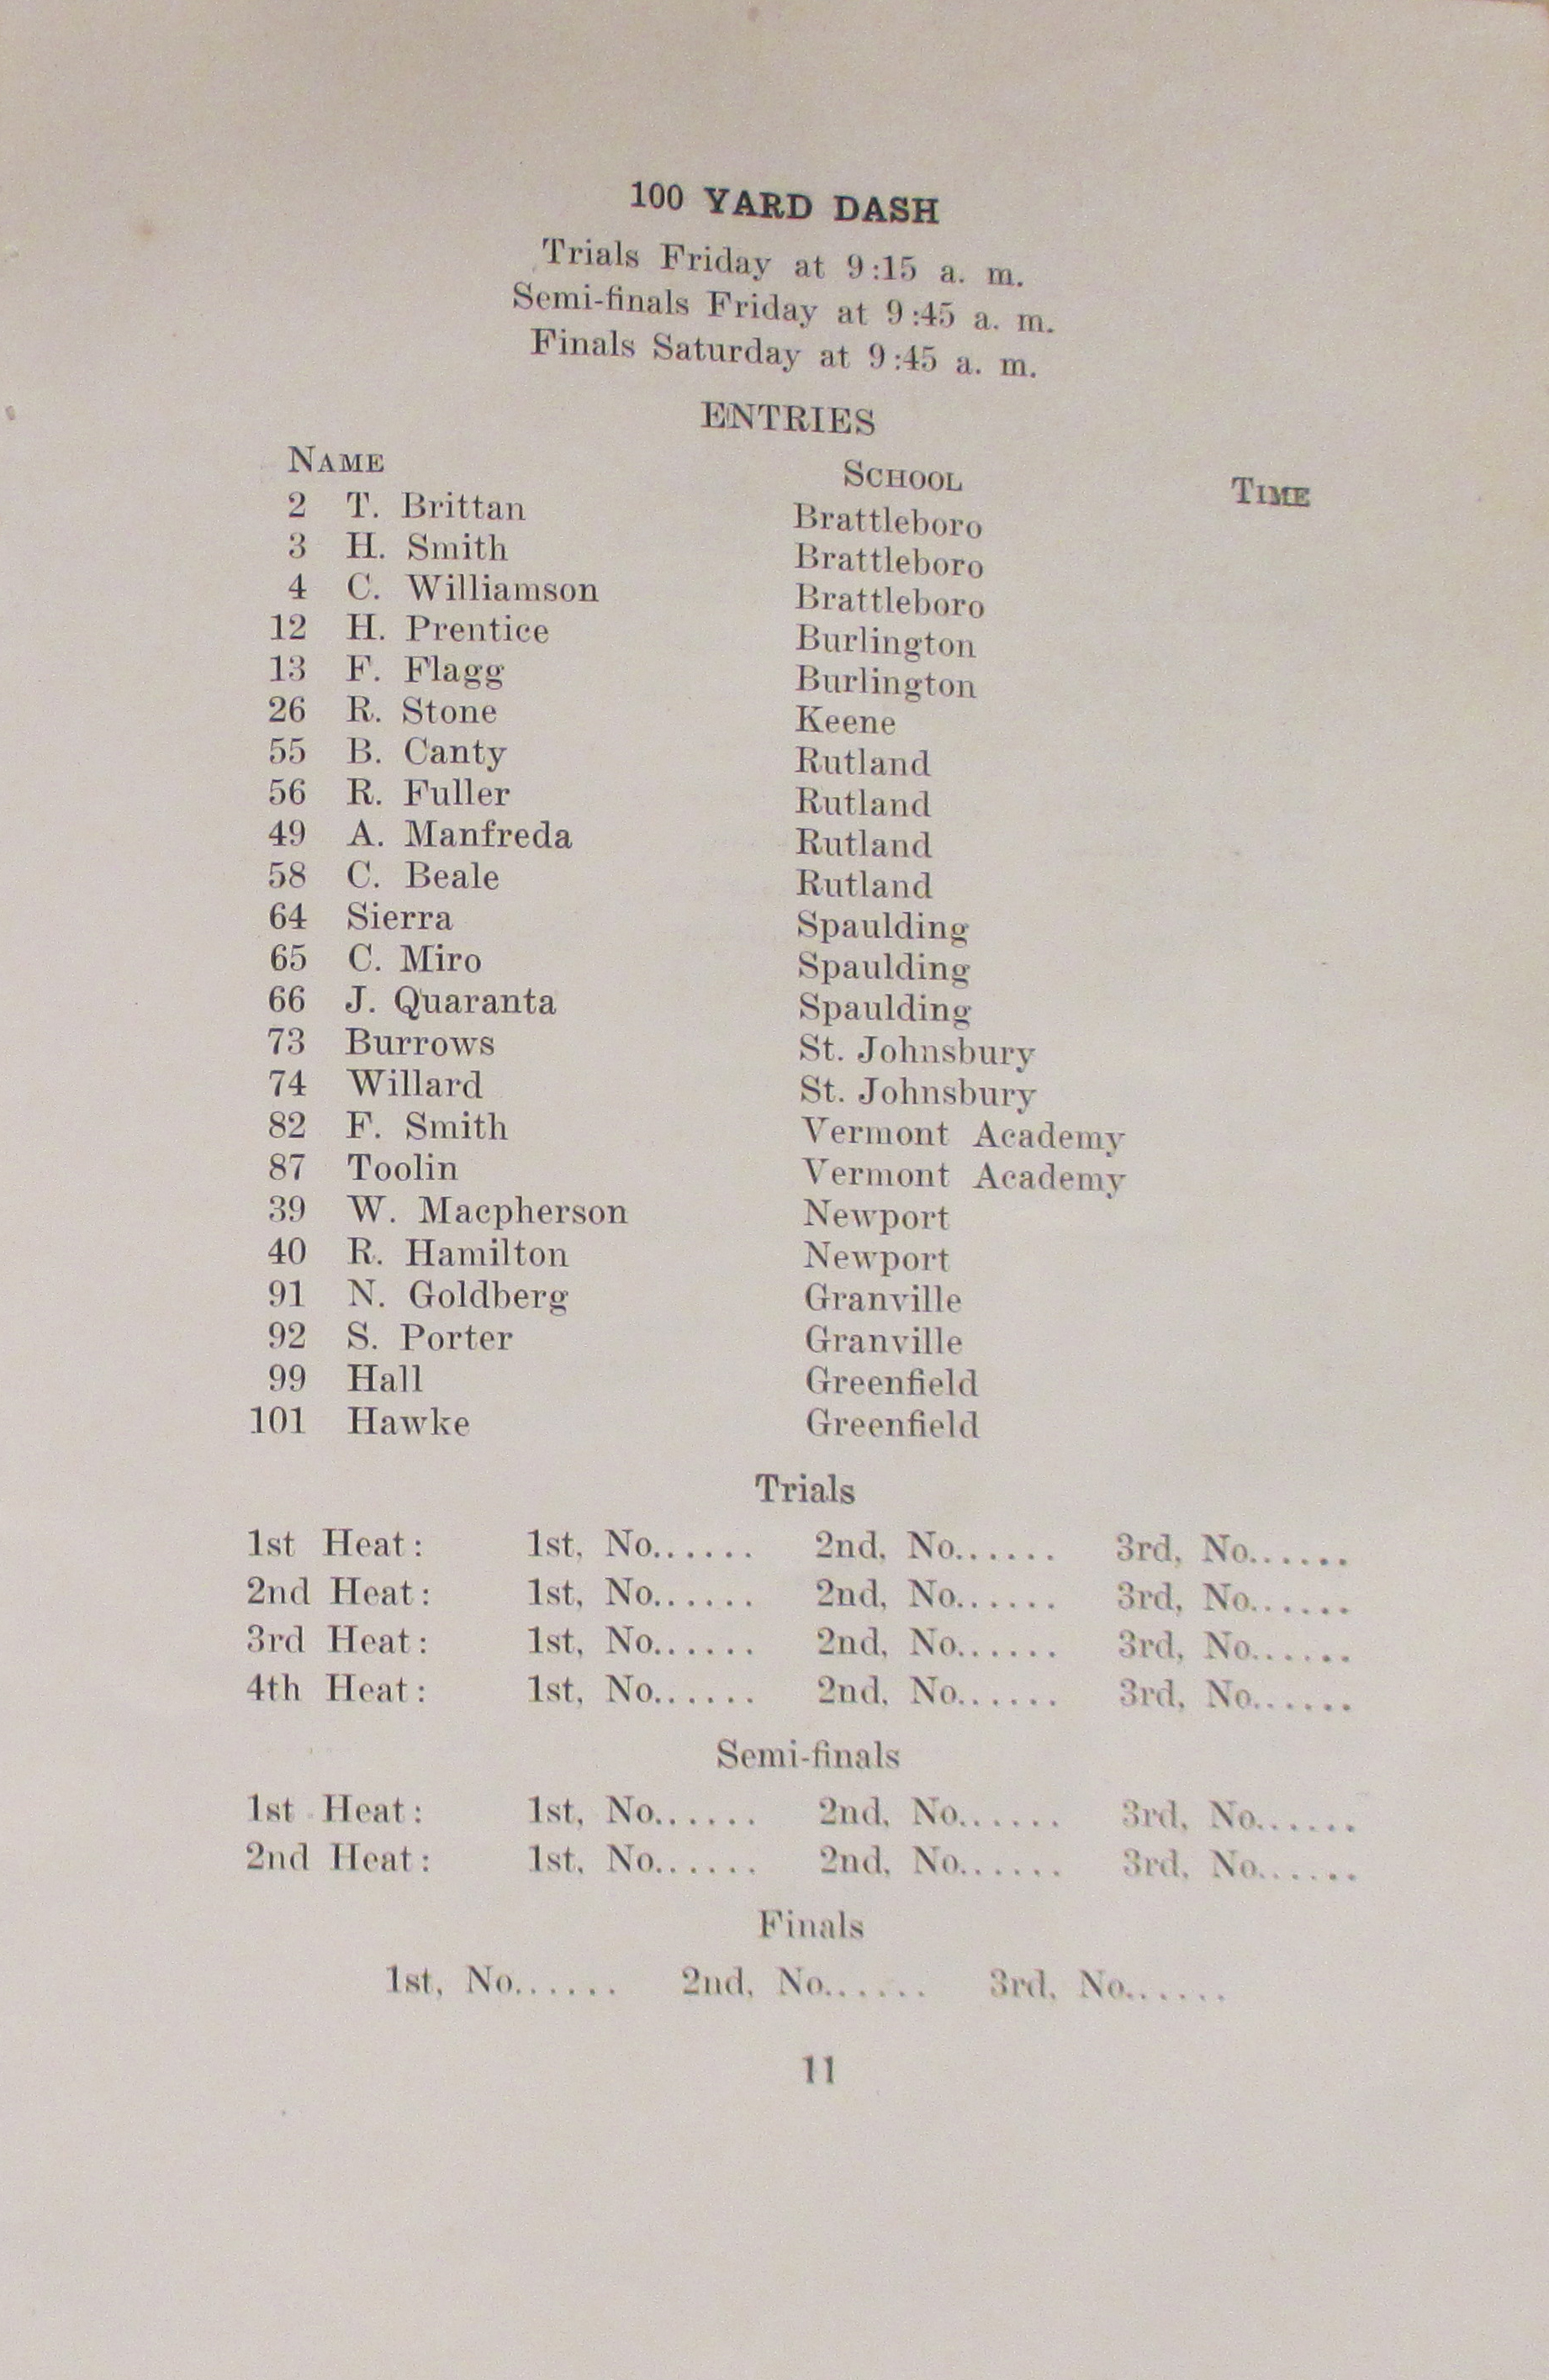 100 YARD DASH
Trials Friday at 9:15 a. m.
Semi-finals Friday at 9:45 a. m.
Finals Saturday at 9:45 a. m.
ENTRIES
NAME SCHOOL TIME
2 T. Brittan Brattleboro
3 H. Smith Brattleboro
4 C. Williamson Brattleboro
12 H. Prentice Burlington
13 F. Flagg Burlington
26 R. Stone Keene
55 B. Canty Rutland
56 R. Fuller Rutland
49 A. Manfreda Rutland
58 C. Beale Rutland
64 Sierra Spaulding
65 C. Miro Spaulding
66 J. Quaranta Spaulding
73 Burrows St. Johnsbury
74 Willard St. Johnsbury
82 F. Smith Vermont Academy
87 Toolin Vermont Academy
39 W. Macpherson Newport
40 R. Hamilton Newport
91 N. Goldberg Granville
92 S. Porter Granville
99 Hall Greenfield
101 Hawke Greenfield
Trials
1st Heat: 1st, No...... 2nd, No...... 3rd, No......
2nd Heat: 1st, No...... 2nd, No...... 3rd, No......
3rd Heat: 1st, No...... 2nd, No...... 3rd, No......
4th Heat: 1st, No...... 2nd, No...... 3rd, No......
Semi-finals
1st Heat: 1st, No...... 2nd, No...... 3rd, No......
2nd Heat: 1st, No...... 2nd, No...... 3rd, No......
Finals
1st, No...... 2nd, No...... 3rd, No......
11